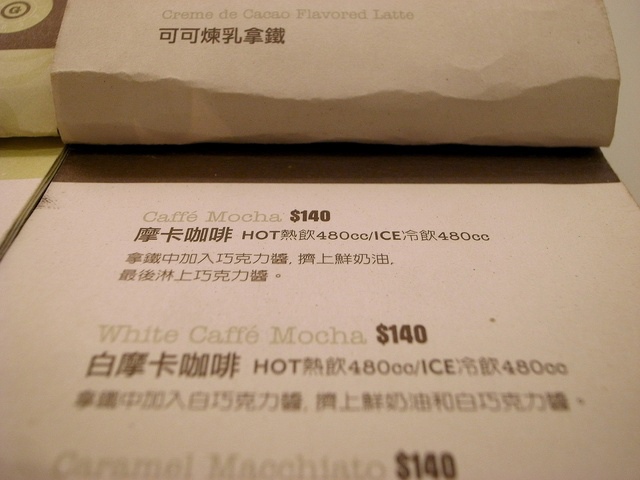 G
Creme de Cacao Flavored Latte
可可煉乳拿鐵
Caffé Mocha $140
摩卡咖啡 HOT熱飲480cc/ICE冷飲480cc
拿鐵中加入巧克力醬, 擠上鮮奶油,
最後淋上巧克力醬。
White Caffé Mocha $140
白摩卡咖啡 HOT熱飲480cc/ICE冷飲480cc
拿鐵中加入白巧克力醬, 擠上鮮奶油和白巧克力醬。
Caramel Macchiato $140